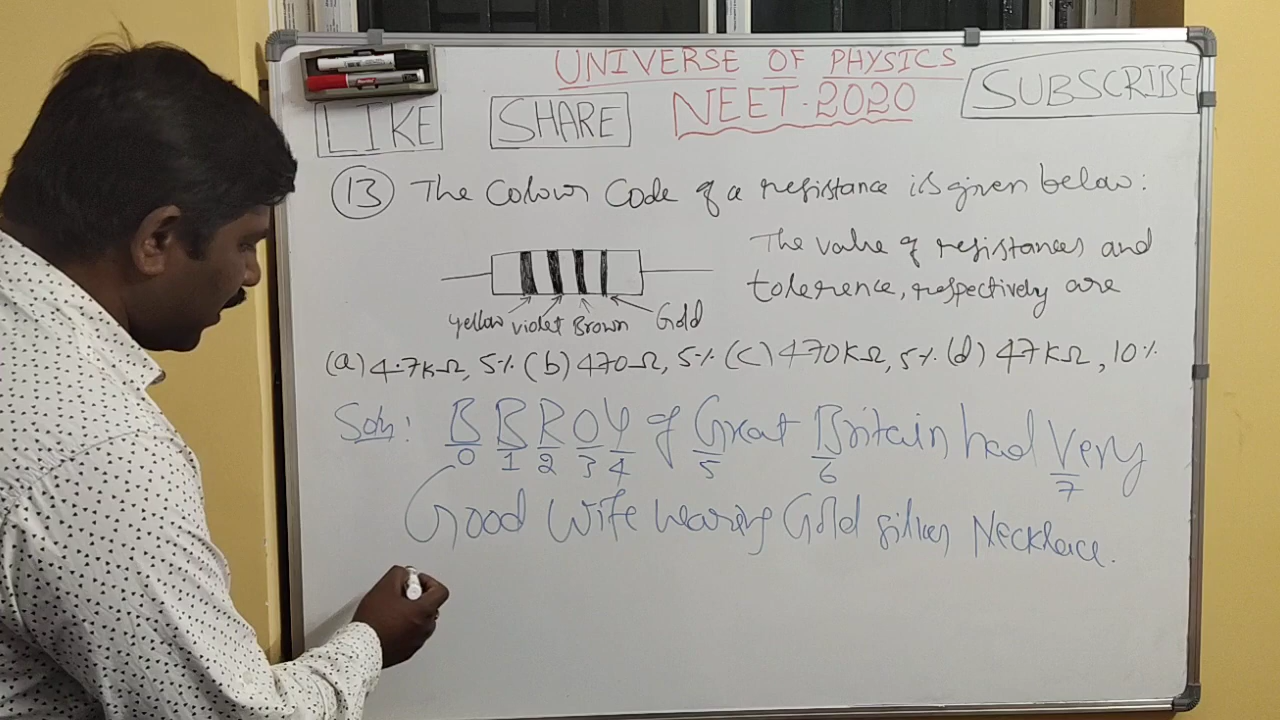 UNIVERSE OF PHYSICS
LIKE SHARE NEET-2020 SUBSCRIBE
13 The Colour Code of a resistance is given below:
The value of resistances and
tolerence, respectively are
Yellow violet Brown Gold
(a) 4.7kΩ, 5% (b) 470Ω, 5% (c) 470kΩ, 5% (d) 47kΩ, 10%
Soln: B B R O Y of Great Britain had Very
0 1 2 3 4 5 6 7
Good Wife wearing Gold silver Necklace.